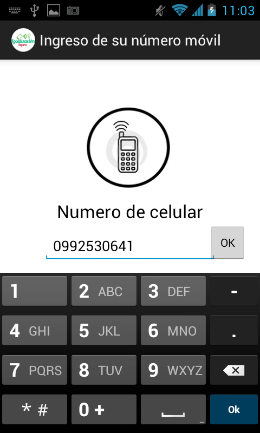 11:03
Ingreso de su número móvil
Numero de celular
0992530641 OK
1 2 ABC 3 DEF -
4 GHI 5 JKL 6 MNO .
7 PQRS 8 TUV 9 WXYZ
* # 0 + Ok